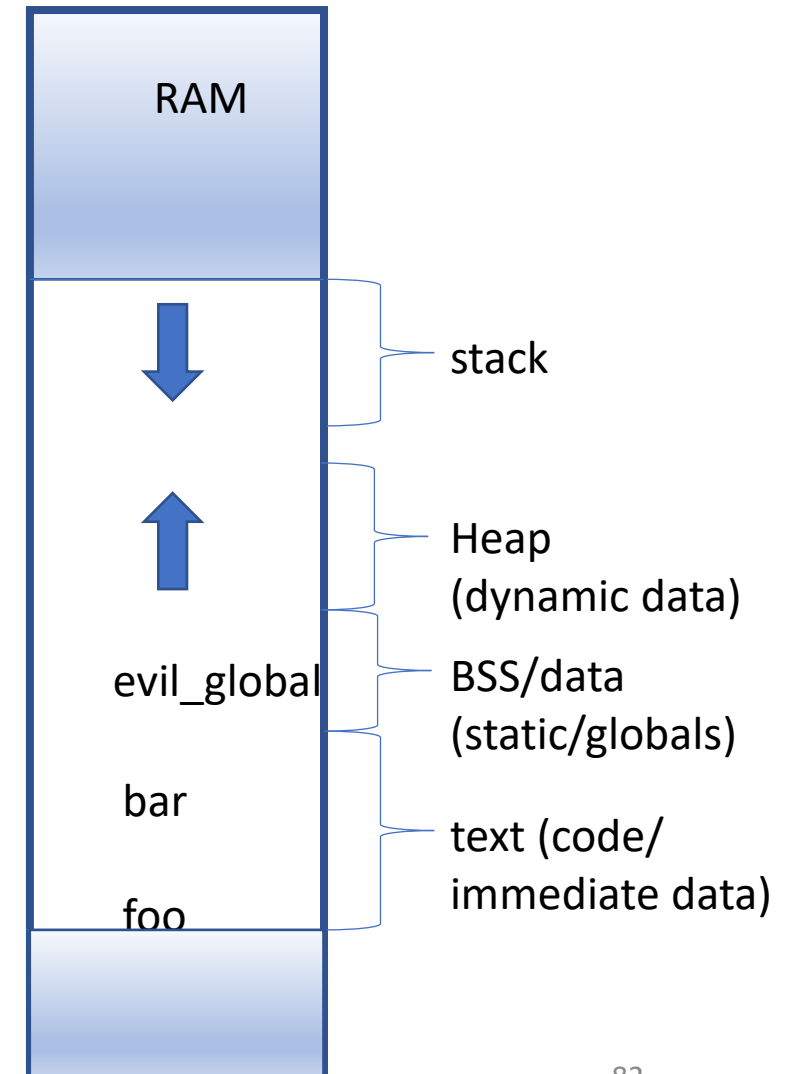 RAM
stack
Heap
(dynamic data)
evil_global
BSS/data
(static/globals)
bar
text (code/
immediate data)
foo